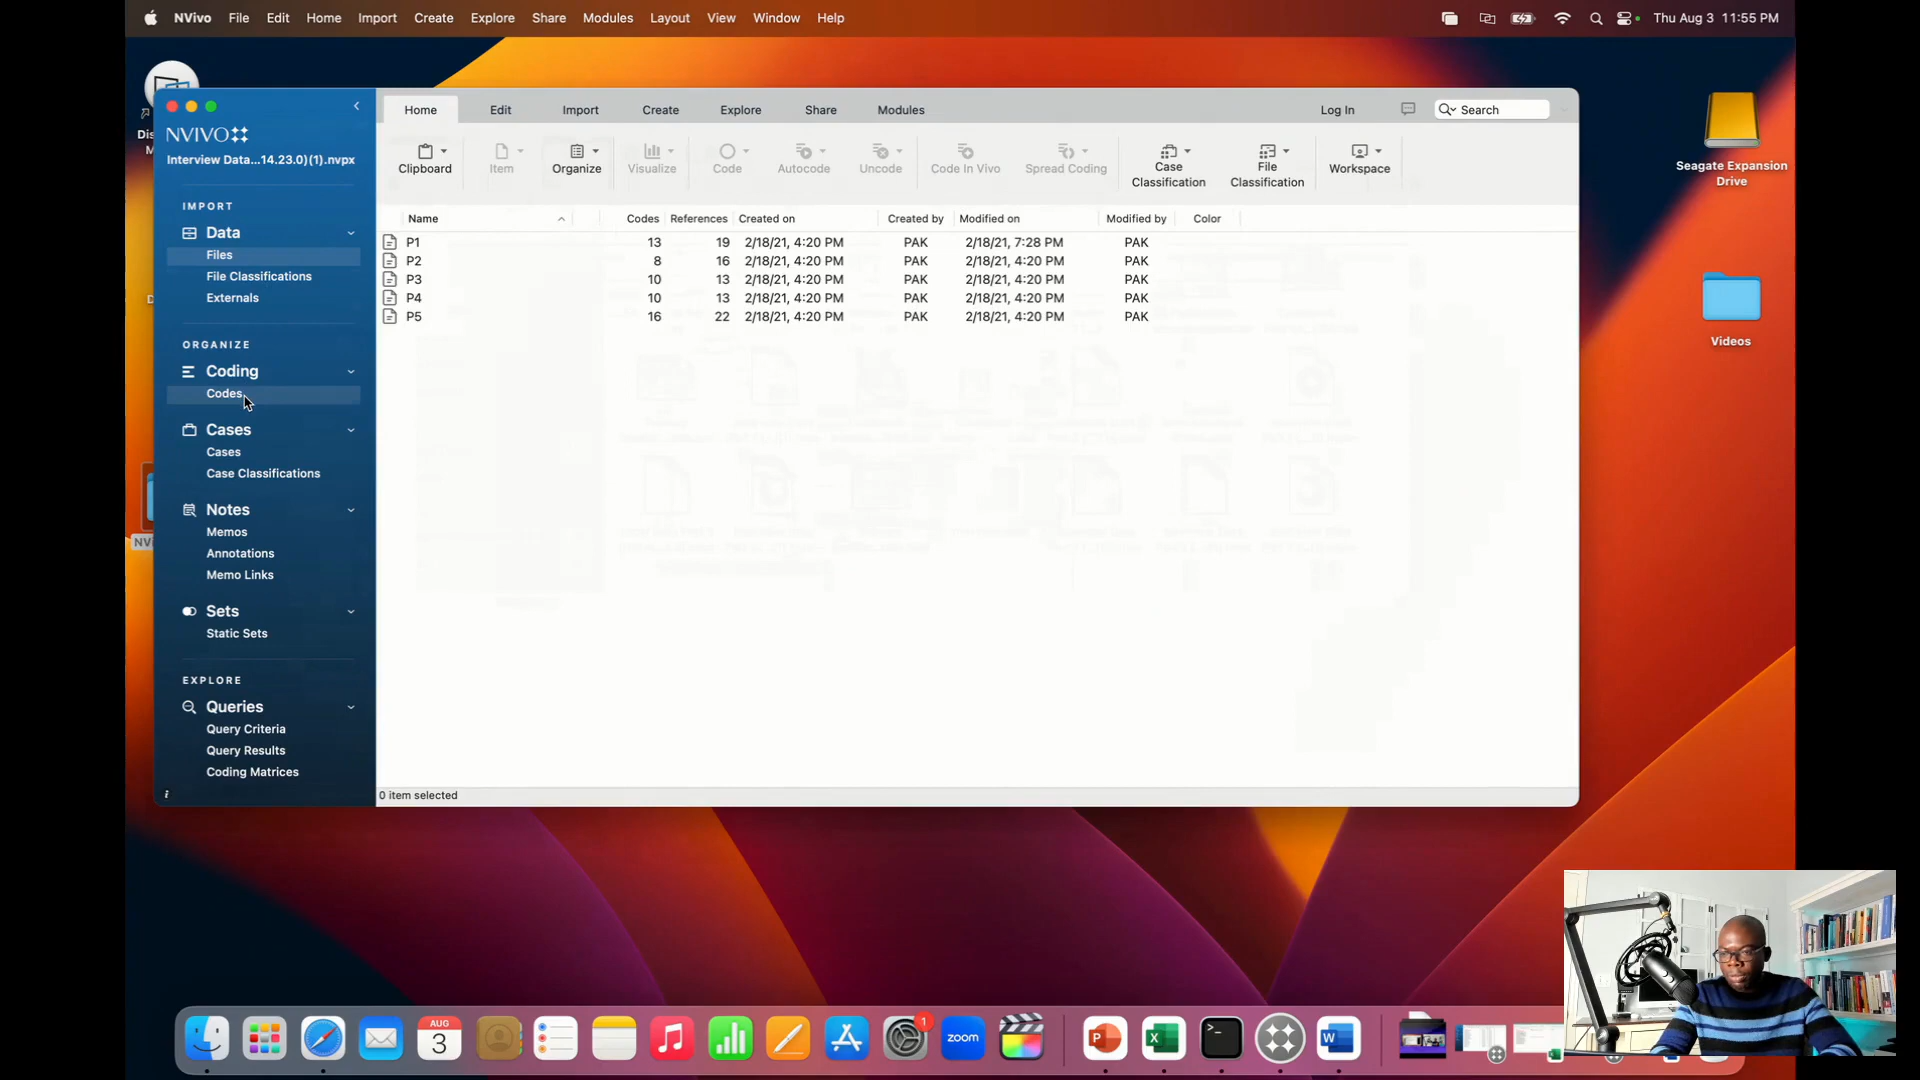 NVivo File Edit Home Import Create Explore Share Modules Layout View Window Help
Thu Aug 3 11:55 PM
NVIVO
Interview Data...14.23.0)(1).nvpx
Home Edit Import Create Explore Share Modules
Log In
Search
Clipboard Item Organize Visualize Code Autocode Uncode Code In Vivo Spread Coding Case Classification File Classification Workspace
Name Codes References Created on Created by Modified on Modified by Color
P1 13 19 2/18/21, 4:20 PM PAK 2/18/21, 7:28 PM PAK
P2 8 16 2/18/21, 4:20 PM PAK 2/18/21, 4:20 PM PAK
P3 10 13 2/18/21, 4:20 PM PAK 2/18/21, 4:20 PM PAK
P4 10 13 2/18/21, 4:20 PM PAK 2/18/21, 4:20 PM PAK
P5 16 22 2/18/21, 4:20 PM PAK 2/18/21, 4:20 PM PAK
IMPORT
Data
Files
File Classifications
Externals
ORGANIZE
Coding
Codes
Cases
Cases
Case Classifications
Notes
Memos
Annotations
Memo Links
Sets
Static Sets
EXPLORE
Queries
Query Criteria
Query Results
Coding Matrices
0 item selected
Seagate Expansion
Drive
Videos
AUG
3
1
zoom